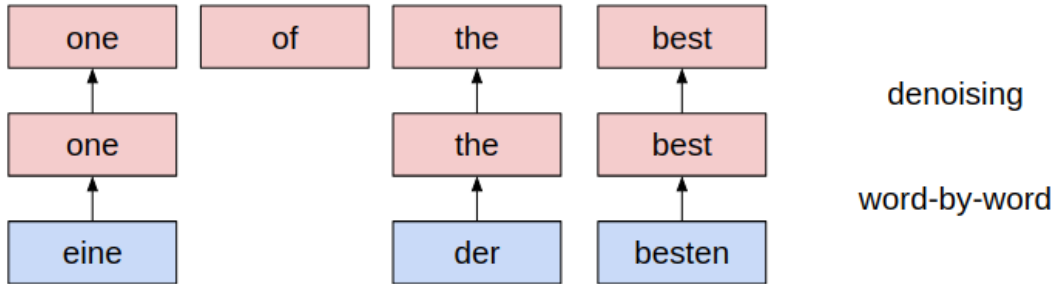 one of the best
denoising
one the best
word-by-word
eine der besten